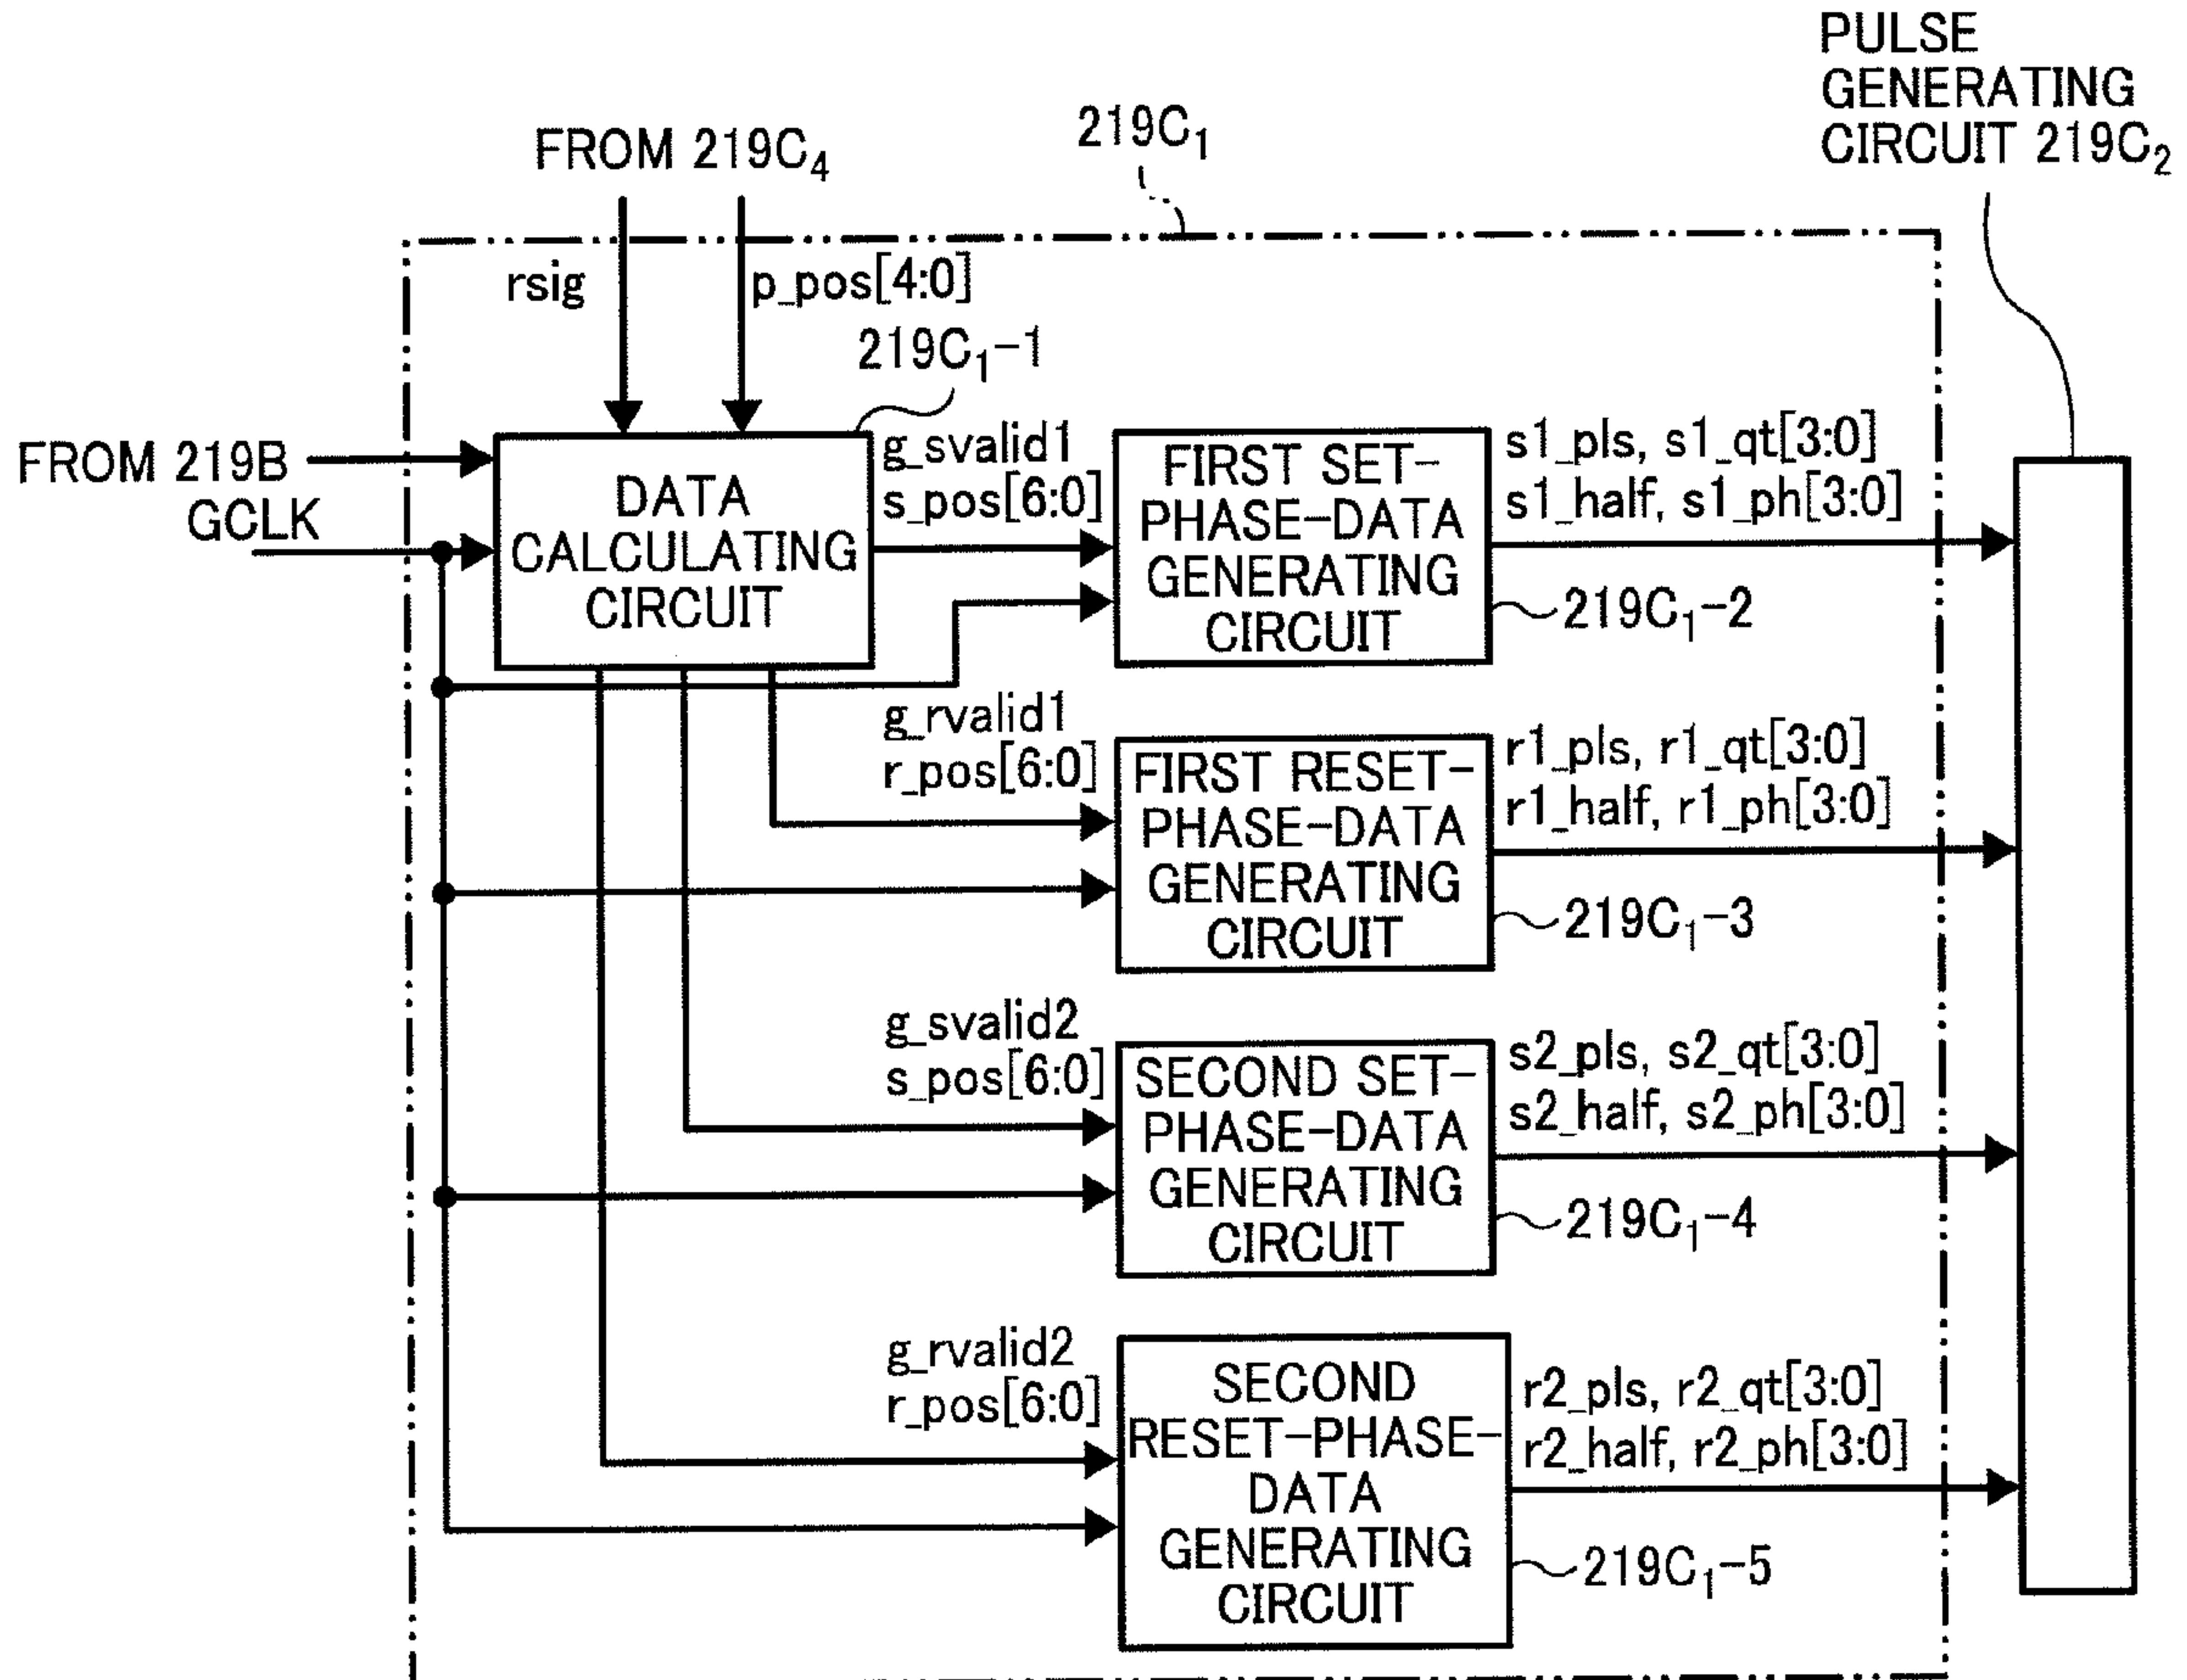 PULSE
GENERATING
CIRCUIT 219C₂
219C₁
FROM 219C₄
rsig
p_pos[4:0]
219C₁-1
FROM 219B
GCLK
DATA
CALCULATING
CIRCUIT
g_svalid1
s_pos[6:0]
FIRST SET-
PHASE-DATA
GENERATING
CIRCUIT
s1_pls, s1_qt[3:0]
s1_half, s1_ph[3:0]
219C₁-2
g_rvalid1
r_pos[6:0]
FIRST RESET-
PHASE-DATA
GENERATING
CIRCUIT
r1_pls, r1_qt[3:0]
r1_half, r1_ph[3:0]
219C₁-3
g_svalid2
s_pos[6:0]
SECOND SET-
PHASE-DATA
GENERATING
CIRCUIT
s2_pls, s2_qt[3:0]
s2_half, s2_ph[3:0]
219C₁-4
g_rvalid2
r_pos[6:0]
SECOND
RESET-PHASE-
DATA
GENERATING
CIRCUIT
r2_pls, r2_qt[3:0]
r2_half, r2_ph[3:0]
219C₁-5